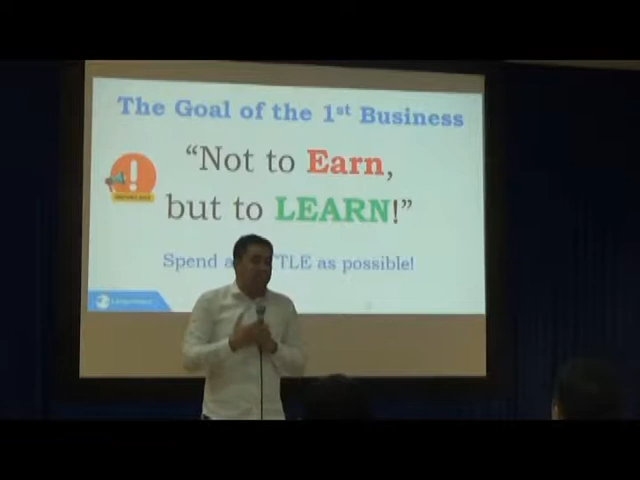 The Goal of the 1st Business
“Not to Earn,
but to LEARN!”
Spend a TLE as possible!